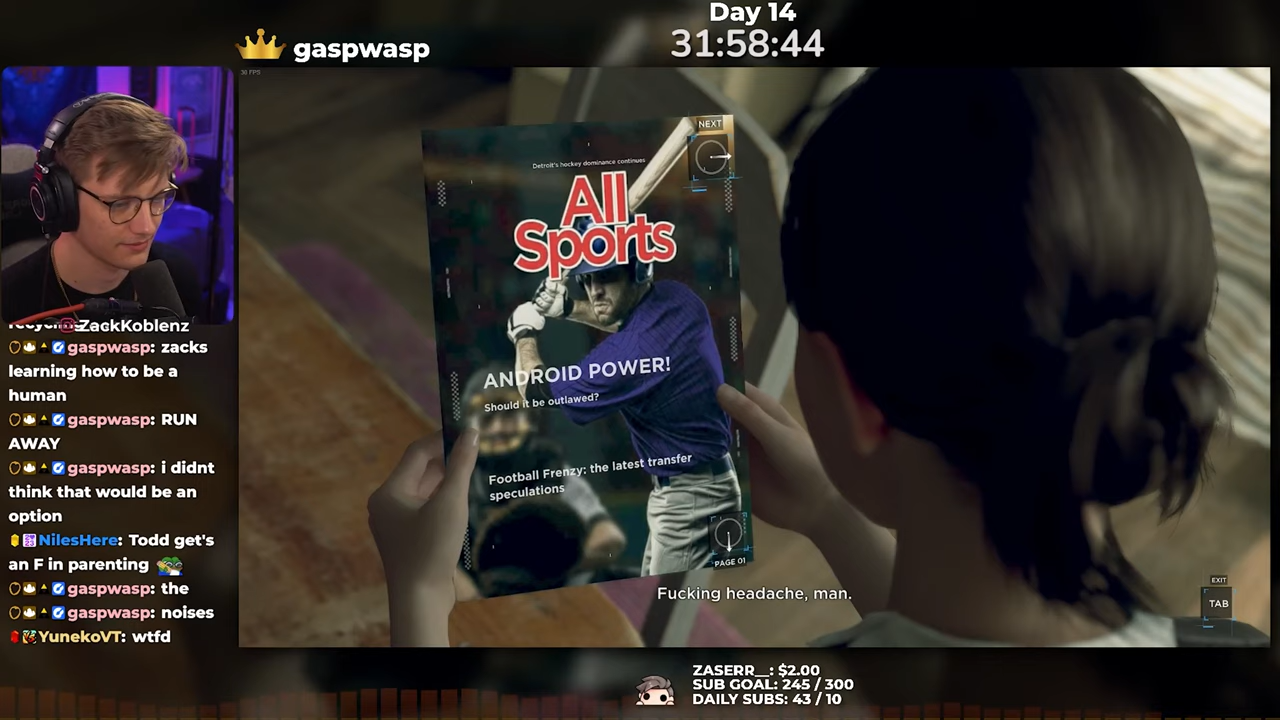 Day 14
31:58:44
gaspwasp
30 FPS
NEXT
Detroit's hockey dominance continues
All
Sports
ANDROID POWER!
Should it be outlawed?
Football Frenzy: the latest transfer
speculations
PAGE 01
Fucking headache, man.
EXIT
TAB
ZackKoblenz
gaspwasp: zacks
learning how to be a
human
gaspwasp: RUN
AWAY
gaspwasp: i didnt
think that would be an
option
NilesHere: Todd get's
an F in parenting
gaspwasp: the
gaspwasp: noises
YunekoVT: wtfd
ZASERR__: $2.00
SUB GOAL: 245 / 300
DAILY SUBS: 43 / 10